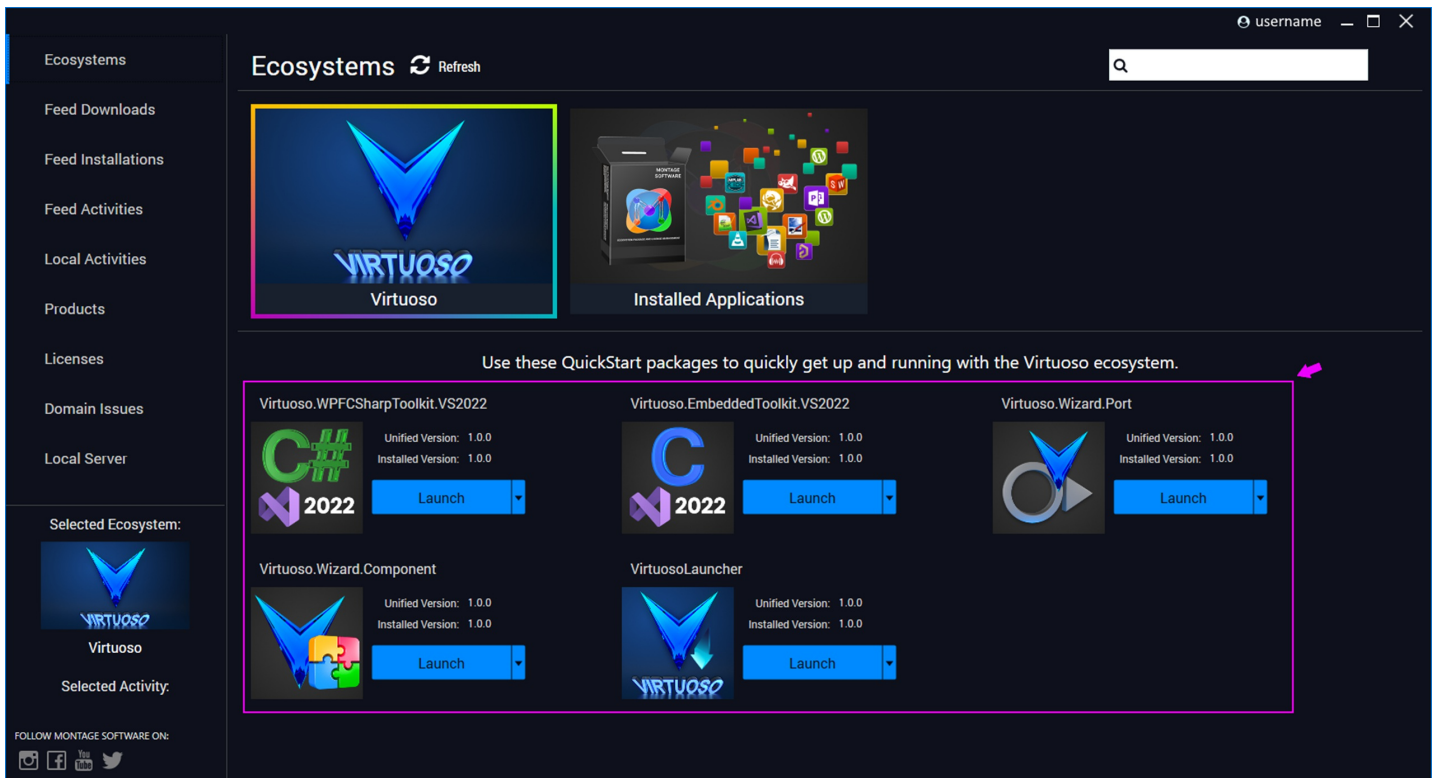 username
Ecosystems
Feed Downloads
Feed Installations
Feed Activities
Local Activities
Products
Licenses
Domain Issues
Local Server
Selected Ecosystem:
VIRTUOSO
Virtuoso
Selected Activity:
FOLLOW MONTAGE SOFTWARE ON:
You
Tube
Ecosystems Refresh
VIRTUOSO
Virtuoso
MONTAGE
SOFTWARE
S W
Installed Applications
Use these QuickStart packages to quickly get up and running with the Virtuoso ecosystem.
Virtuoso.WPFCSharpToolkit.VS2022
C#
2022
Unified Version: 1.0.0
Installed Version: 1.0.0
Launch
Virtuoso.EmbeddedToolkit.VS2022
C
2022
Unified Version: 1.0.0
Installed Version: 1.0.0
Launch
Virtuoso.Wizard.Port
Unified Version: 1.0.0
Installed Version: 1.0.0
Launch
Virtuoso.Wizard.Component
Unified Version: 1.0.0
Installed Version: 1.0.0
Launch
VirtuosoLauncher
VIRTUOSO
Unified Version: 1.0.0
Installed Version: 1.0.0
Launch